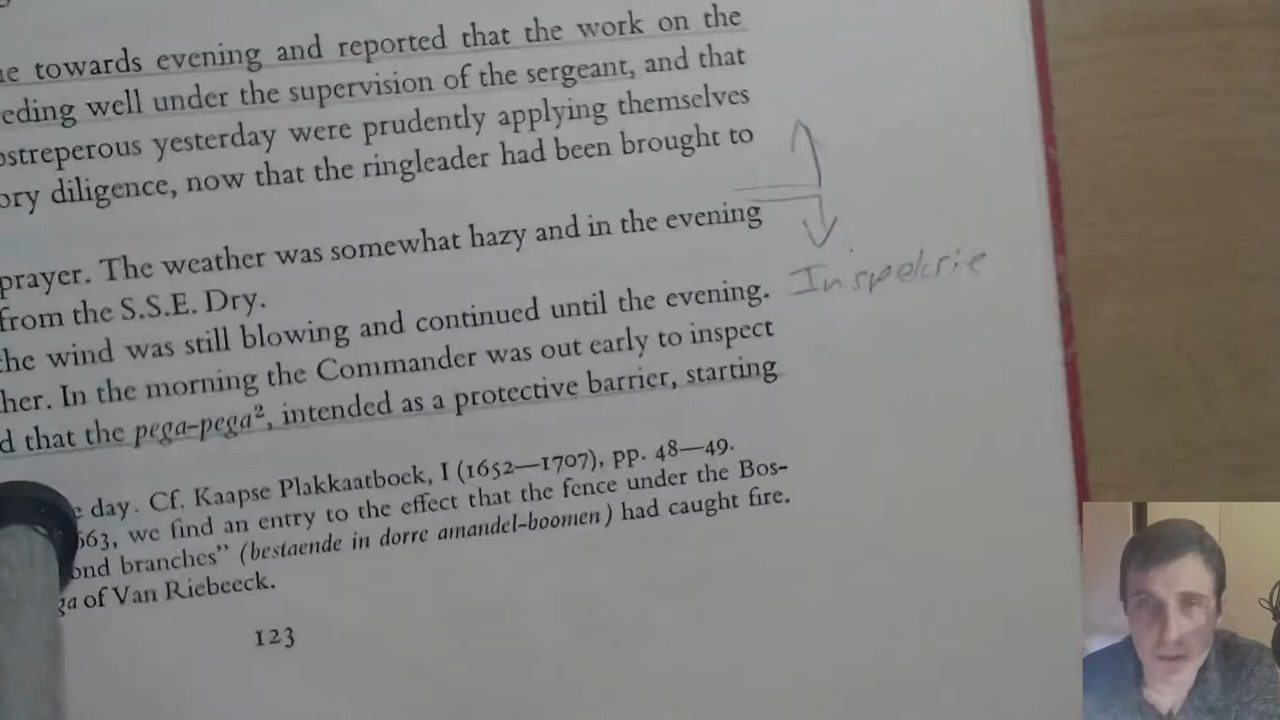 towards evening and reported that the work on the
eding well under the supervision of the sergeant, and that
ostreperous yesterday were prudently applying themselves
ory diligence, now that the ringleader had been brought to
prayer. The weather was somewhat hazy and in the evening
from the S.S.E. Dry.
Inspeksie
he wind was still blowing and continued until the evening.
her. In the morning the Commander was out early to inspect
d that the pega-pega², intended as a protective barrier, starting
day. Cf. Kaapse Plakkaatboek, I (1652—1707), pp. 48—49.
663, we find an entry to the effect that the fence under the Bos-
ond branches” (bestaende in dorre amandel-boomen) had caught fire.
ga of Van Riebeeck.
123